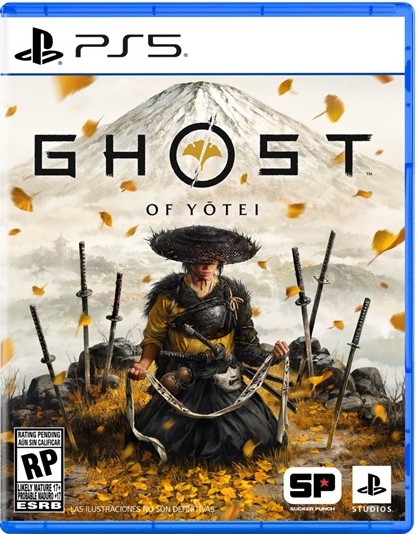 PS5
GHOST
™
OF YŌTEI
RATING PENDING
AÚN SIN CALIFICAR
RP
LIKELY MATURE 17+
PROBABLE MADURO +17
ESRB
LAS ILUSTRACIONES NO SON DEFINITIVAS
SP
SUCKER PUNCH
STUDIOS